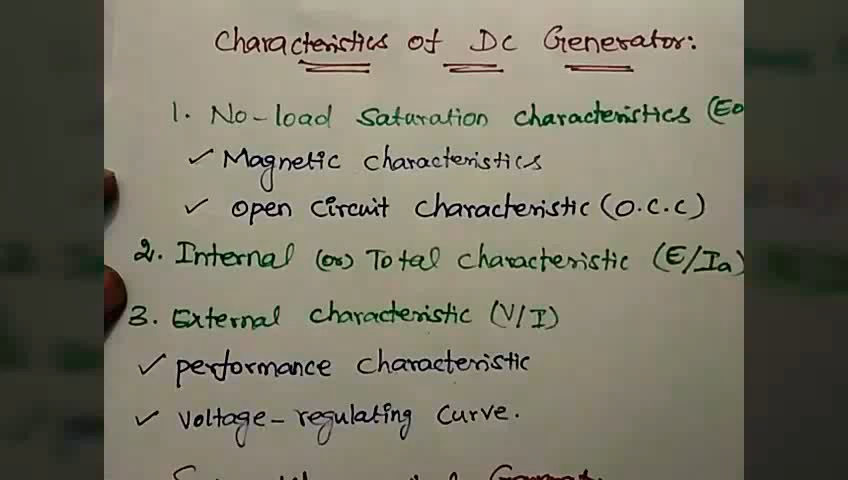 Characteristics of DC Generator:
1. No-load saturation characteristics (E0
✓ Magnetic characteristics
✓ open circuit characteristic (O.C.C)
2. Internal (or) Total characteristic (E/Ia)
3. External characteristic (V/I)
✓ performance characteristic
✓ voltage-regulating curve.